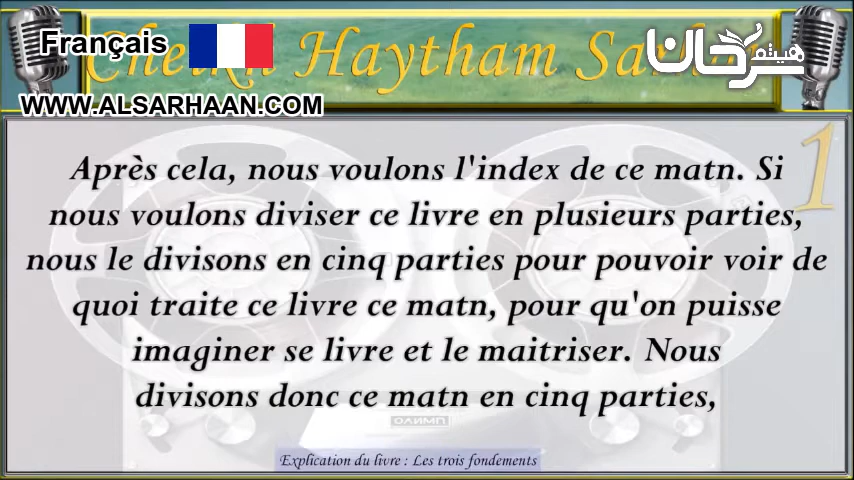 Français
Cheikh Haytham Sarhan
هيثم سرحان
WWW.ALSARHAAN.COM
1
Après cela, nous voulons l'index de ce matn. Si
nous voulons diviser ce livre en plusieurs parties,
nous le divisons en cinq parties pour pouvoir voir de
quoi traite ce livre ce matn, pour qu'on puisse
imaginer se livre et le maitriser. Nous
divisons donc ce matn en cinq parties,
ОЛИМП
Explication du livre : Les trois fondements